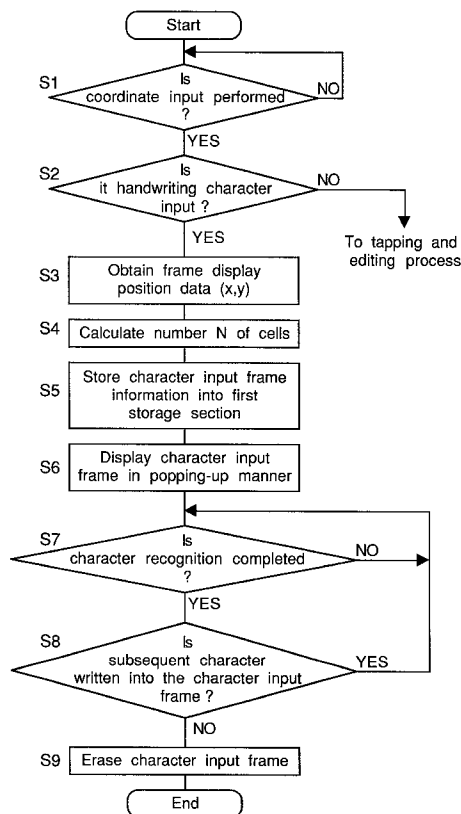 Start
S1
Is
coordinate input performed
?
NO
YES
S2
Is
it handwriting character
input ?
NO
YES
To tapping and
editing process
S3
Obtain frame display
position data (x,y)
S4
Calculate number N of cells
S5
Store character input frame
information into first
storage section
S6
Display character input
frame in popping-up manner
S7
Is
character recognition completed
?
NO
YES
S8
Is
subsequent character
written into the character input
frame ?
YES
NO
S9
Erase character input frame
End